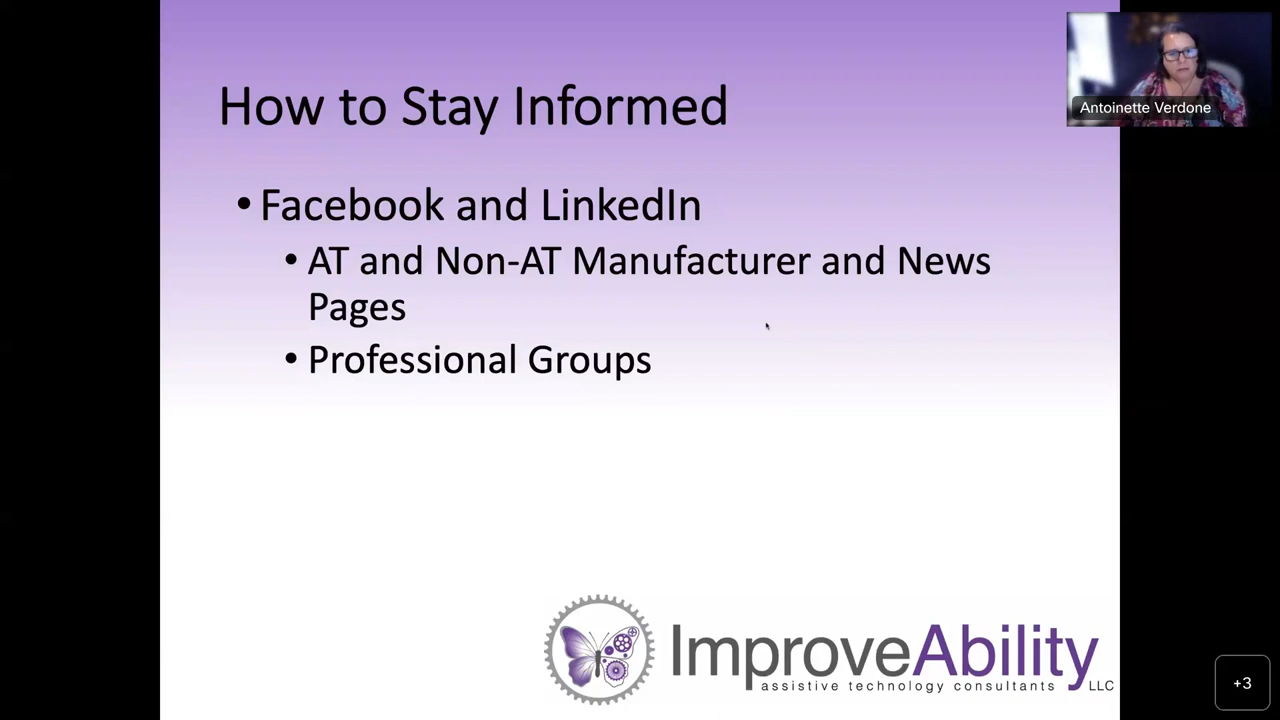 How to Stay Informed
Antoinette Verdone
• Facebook and LinkedIn
• AT and Non-AT Manufacturer and News
Pages
• Professional Groups
ImproveAbility
assistive technology consultants LLC
+3